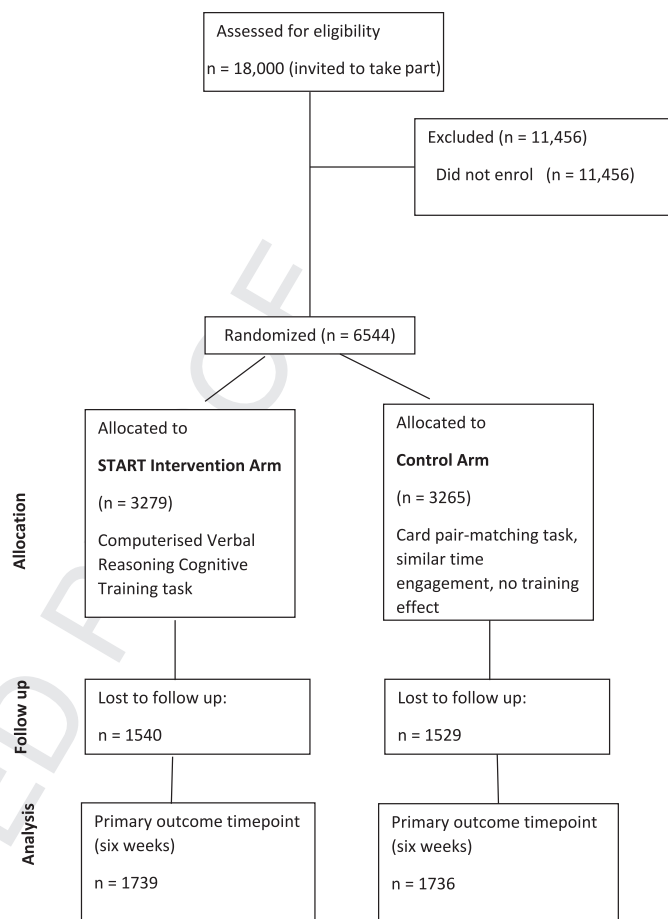 Assessed for eligibility
n = 18,000 (invited to take part)
Excluded (n = 11,456)
Did not enrol (n = 11,456)
Randomized (n = 6544)
Allocated to
START Intervention Arm
(n = 3279)
Computerised Verbal
Reasoning Cognitive
Training task
Allocated to
Control Arm
(n = 3265)
Card pair-matching task,
similar time
engagement, no training
effect
Allocation
Lost to follow up:
n = 1540
Lost to follow up:
n = 1529
Follow up
Primary outcome timepoint
(six weeks)
n = 1739
Primary outcome timepoint
(six weeks)
n = 1736
Analysis
ED P
OF